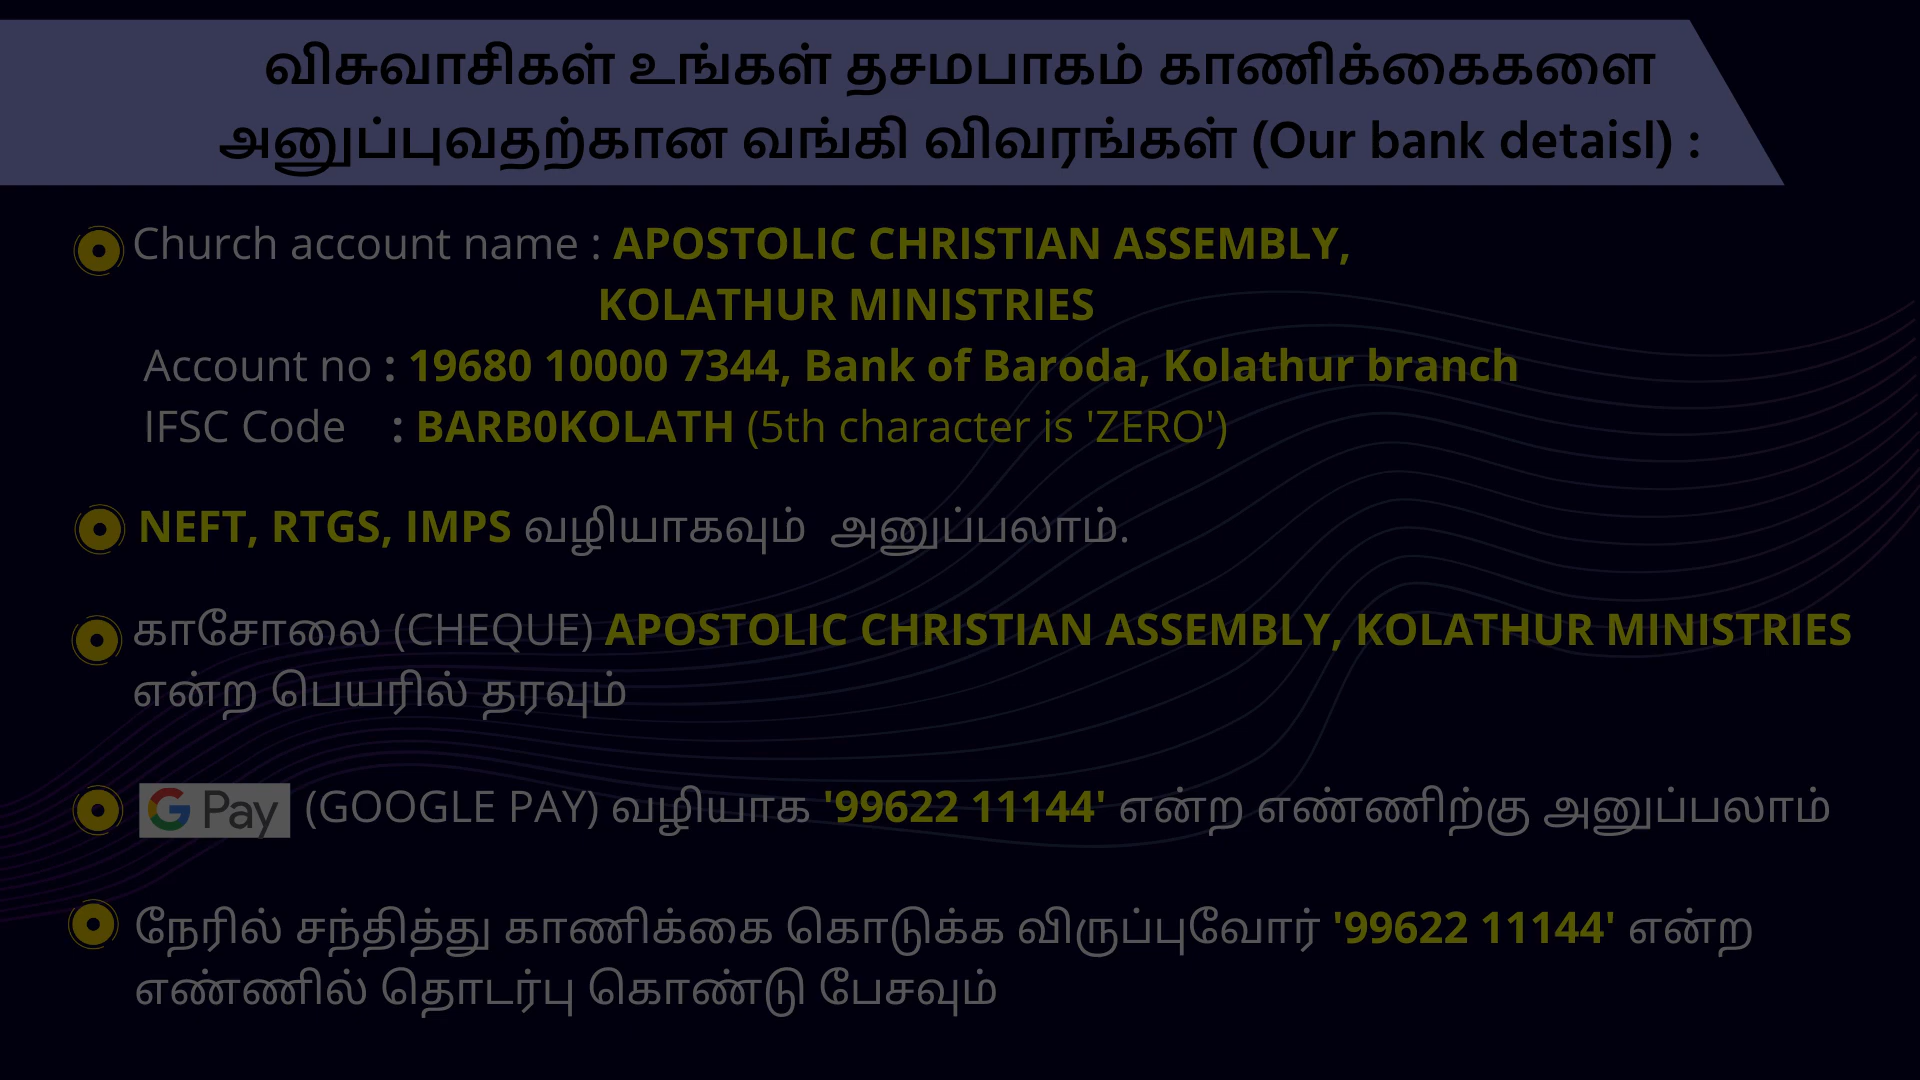 விசுவாசிகள் உங்கள் தசமபாகம் காணிக்கைகளை
அனுப்புவதற்கான வங்கி விவரங்கள் (Our bank detaisl) :
Church account name : APOSTOLIC CHRISTIAN ASSEMBLY,
KOLATHUR MINISTRIES
Account no : 19680 10000 7344, Bank of Baroda, Kolathur branch
IFSC Code : BARB0KOLATH (5th character is 'ZERO')
NEFT, RTGS, IMPS வழியாகவும் அனுப்பலாம்.
காசோலை (CHEQUE) APOSTOLIC CHRISTIAN ASSEMBLY, KOLATHUR MINISTRIES
என்ற பெயரில் தரவும்
G Pay (GOOGLE PAY) வழியாக '99622 11144' என்ற எண்ணிற்கு அனுப்பலாம்
நேரில் சந்தித்து காணிக்கை கொடுக்க விருப்புவோர் '99622 11144' என்ற
எண்ணில் தொடர்பு கொண்டு பேசவும்